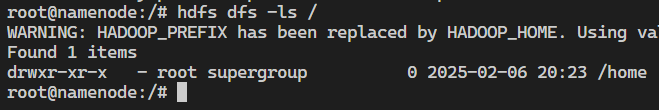 root@namenode:/# hdfs dfs -ls /
WARNING: HADOOP_PREFIX has been replaced by HADOOP_HOME. Using
Found 1 items
drwxr-xr-x   - root supergroup          0 2025-02-06 20:23 /home
root@namenode:/#